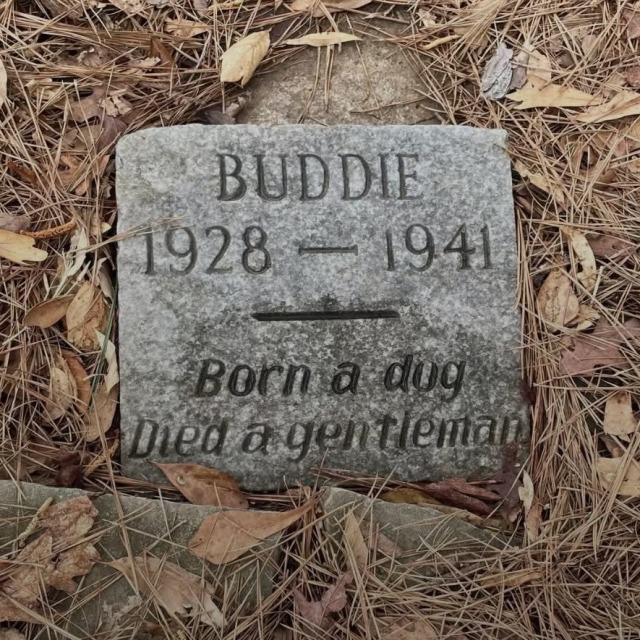 BUDDIE
1928 — 1941
Born a dog
Died a gentleman